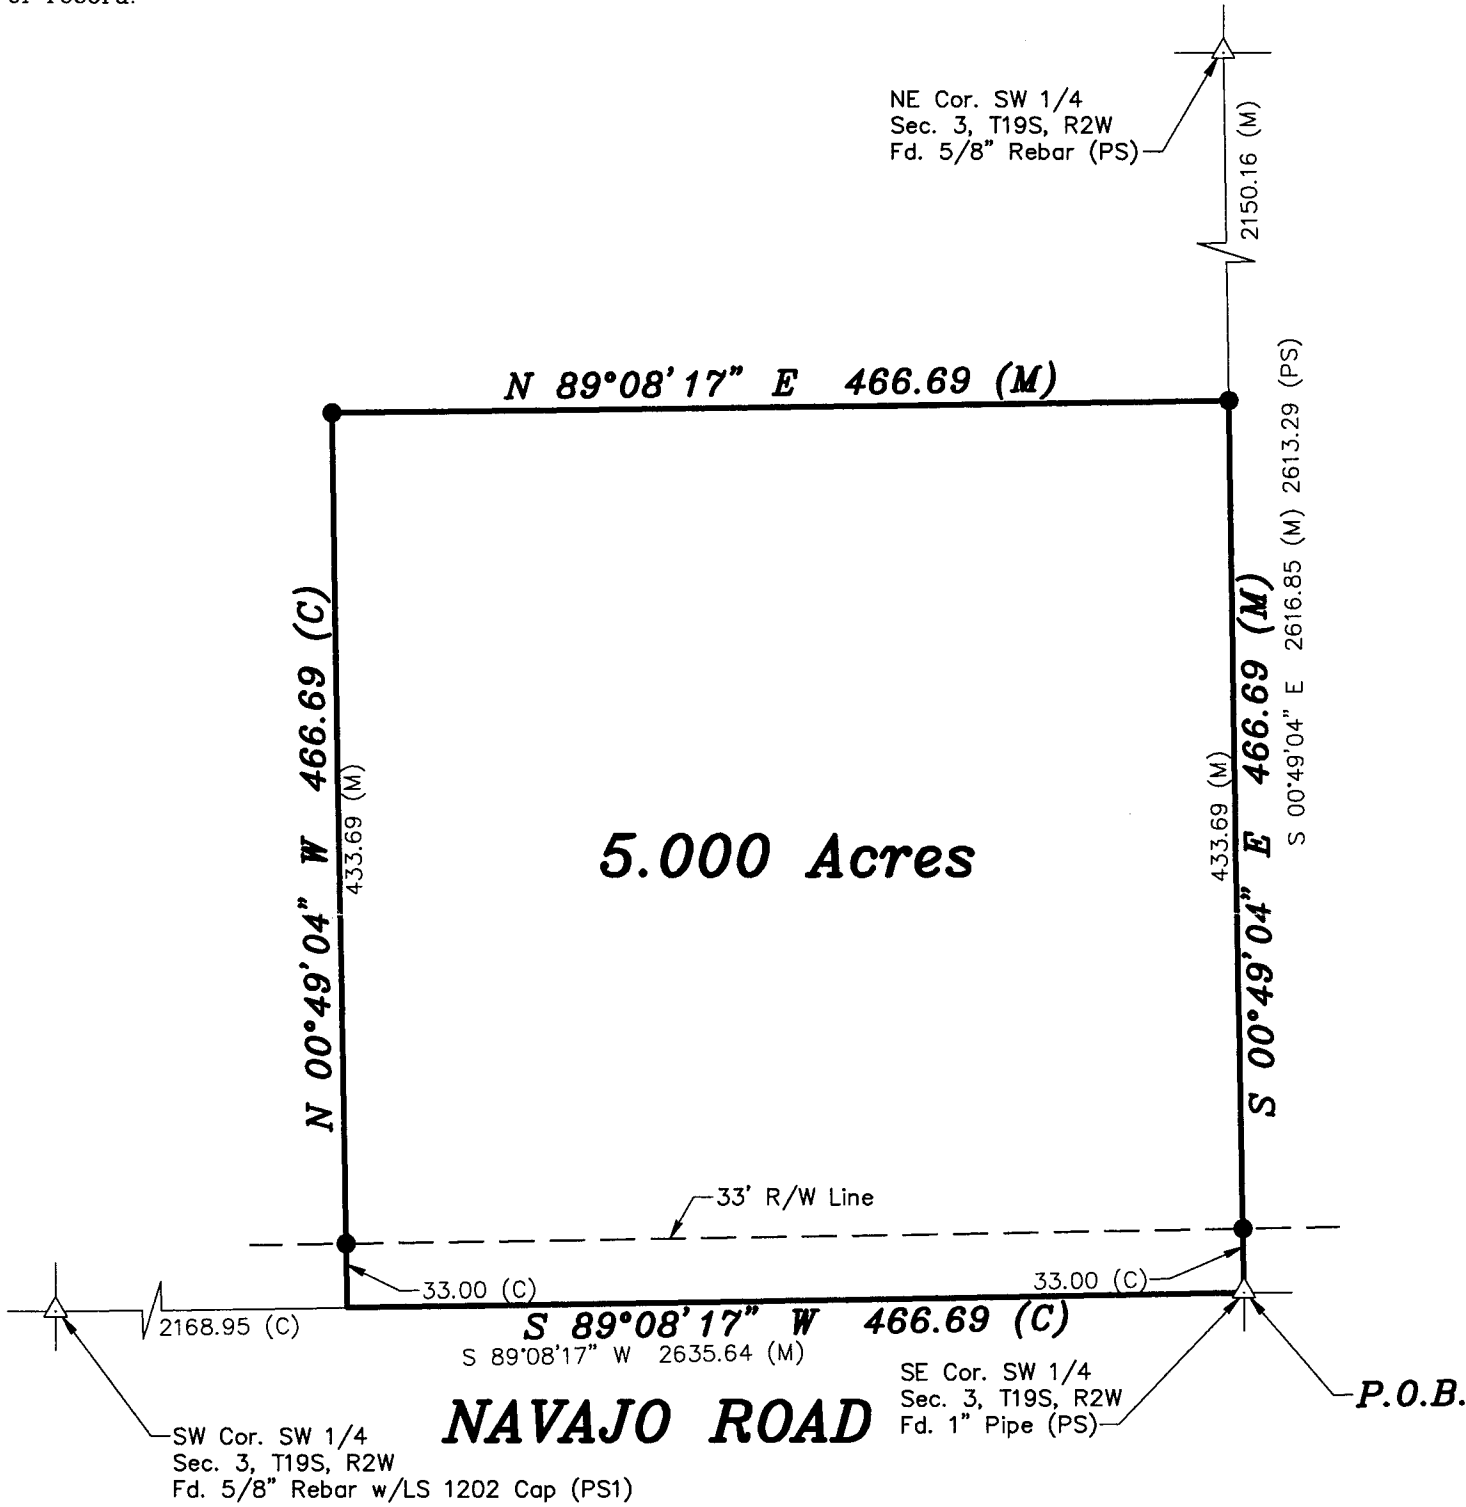 of record.
NE Cor. SW 1/4
Sec. 3, T19S, R2W
Fd. 5/8" Rebar (PS)
2150.16 (M)
N 89°08'17" E 466.69 (M)
S 00°49'04" E 2616.85 (M) 2613.29 (PS)
N 00°49'04" W 466.69 (C)
433.69 (M)
5.000 Acres
433.69 (M)
S 00°49'04" E 466.69 (M)
33' R/W Line
33.00 (C)
33.00 (C)
2168.95 (C)
S 89°08'17" W 466.69 (C)
S 89°08'17" W 2635.64 (M)
SE Cor. SW 1/4
Sec. 3, T19S, R2W
Fd. 1" Pipe (PS)
P.O.B.
NAVAJO ROAD
SW Cor. SW 1/4
Sec. 3, T19S, R2W
Fd. 5/8" Rebar w/LS 1202 Cap (PS1)